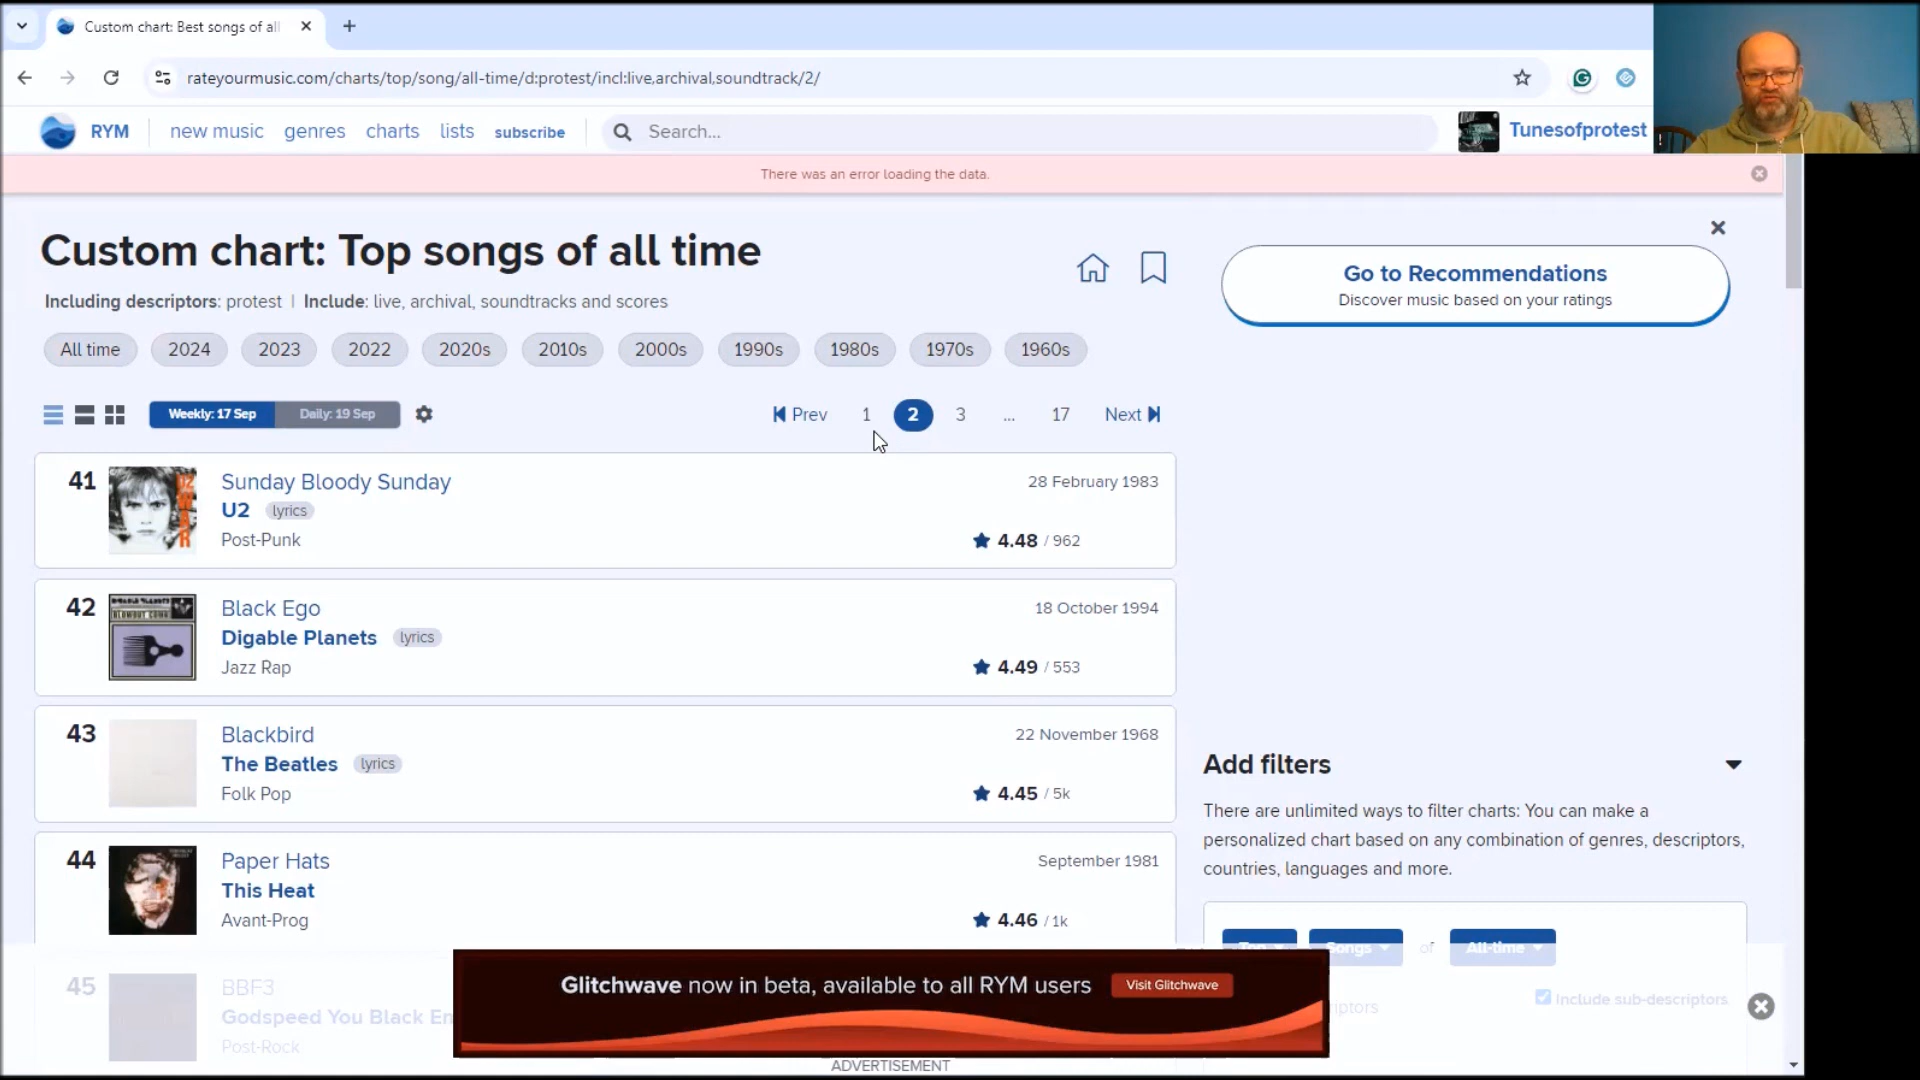 Custom chart: Best songs of all
rateyourmusic.com/charts/top/song/all-time/d:protest/incl:live,archival,soundtrack/2/
RYM new music genres charts lists subscribe Search... Tunesofprotest
There was an error loading the data.
Custom chart: Top songs of all time
Including descriptors: protest | Include: live, archival, soundtracks and scores
Go to Recommendations
Discover music based on your ratings
All time 2024 2023 2022 2020s 2010s 2000s 1990s 1980s 1970s 1960s
Weekly: 17 Sep Daily: 19 Sep Prev 1 2 3 ... 17 Next
41 Sunday Bloody Sunday 28 February 1983
U2 lyrics
Post-Punk 4.48 / 962
42 Black Ego 18 October 1994
Digable Planets lyrics
Jazz Rap 4.49 / 553
43 Blackbird 22 November 1968
The Beatles lyrics
Folk Pop 4.45 / 5k
44 Paper Hats September 1981
This Heat
Avant-Prog 4.46 / 1k
45 BBF3
Godspeed You Black Em
Post-Rock
Add filters
There are unlimited ways to filter charts: You can make a
personalized chart based on any combination of genres, descriptors,
countries, languages and more.
Top Songs of All-time
Include sub-descriptors
Glitchwave now in beta, available to all RYM users Visit Glitchwave
ADVERTISEMENT